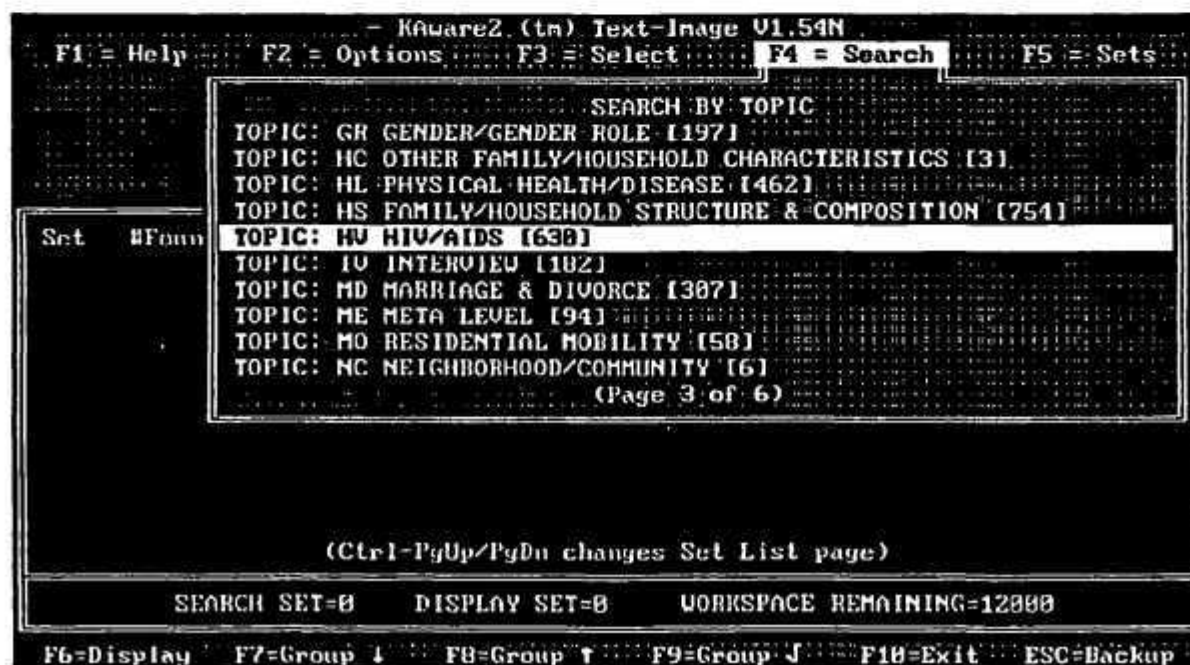 KAware2 (tm) Text-Image V1.54N
F1 = Help F2 = Options F3 = Select F4 = Search F5 = Sets
SEARCH BY TOPIC
TOPIC: GR GENDER/GENDER ROLE [197]
TOPIC: HC OTHER FAMILY/HOUSEHOLD CHARACTERISTICS [3]
TOPIC: HL PHYSICAL HEALTH/DISEASE [462]
TOPIC: HS FAMILY/HOUSEHOLD STRUCTURE & COMPOSITION [754]
Set #Foun
TOPIC: HV HIV/AIDS [630]
TOPIC: IV INTERVIEW [182]
TOPIC: MD MARRIAGE & DIVORCE [307]
TOPIC: ME META LEVEL [94]
TOPIC: MO RESIDENTIAL MOBILITY [58]
TOPIC: NC NEIGHBORHOOD/COMMUNITY [6]
(Page 3 of 6)
(Ctrl-PgUp/PgDn changes Set List page)
SEARCH SET=0 DISPLAY SET=0 WORKSPACE REMAINING=12000
F6=Display F7=Group ↓ F8=Group ↑ F9=Group √ F10=Exit ESC=Backup